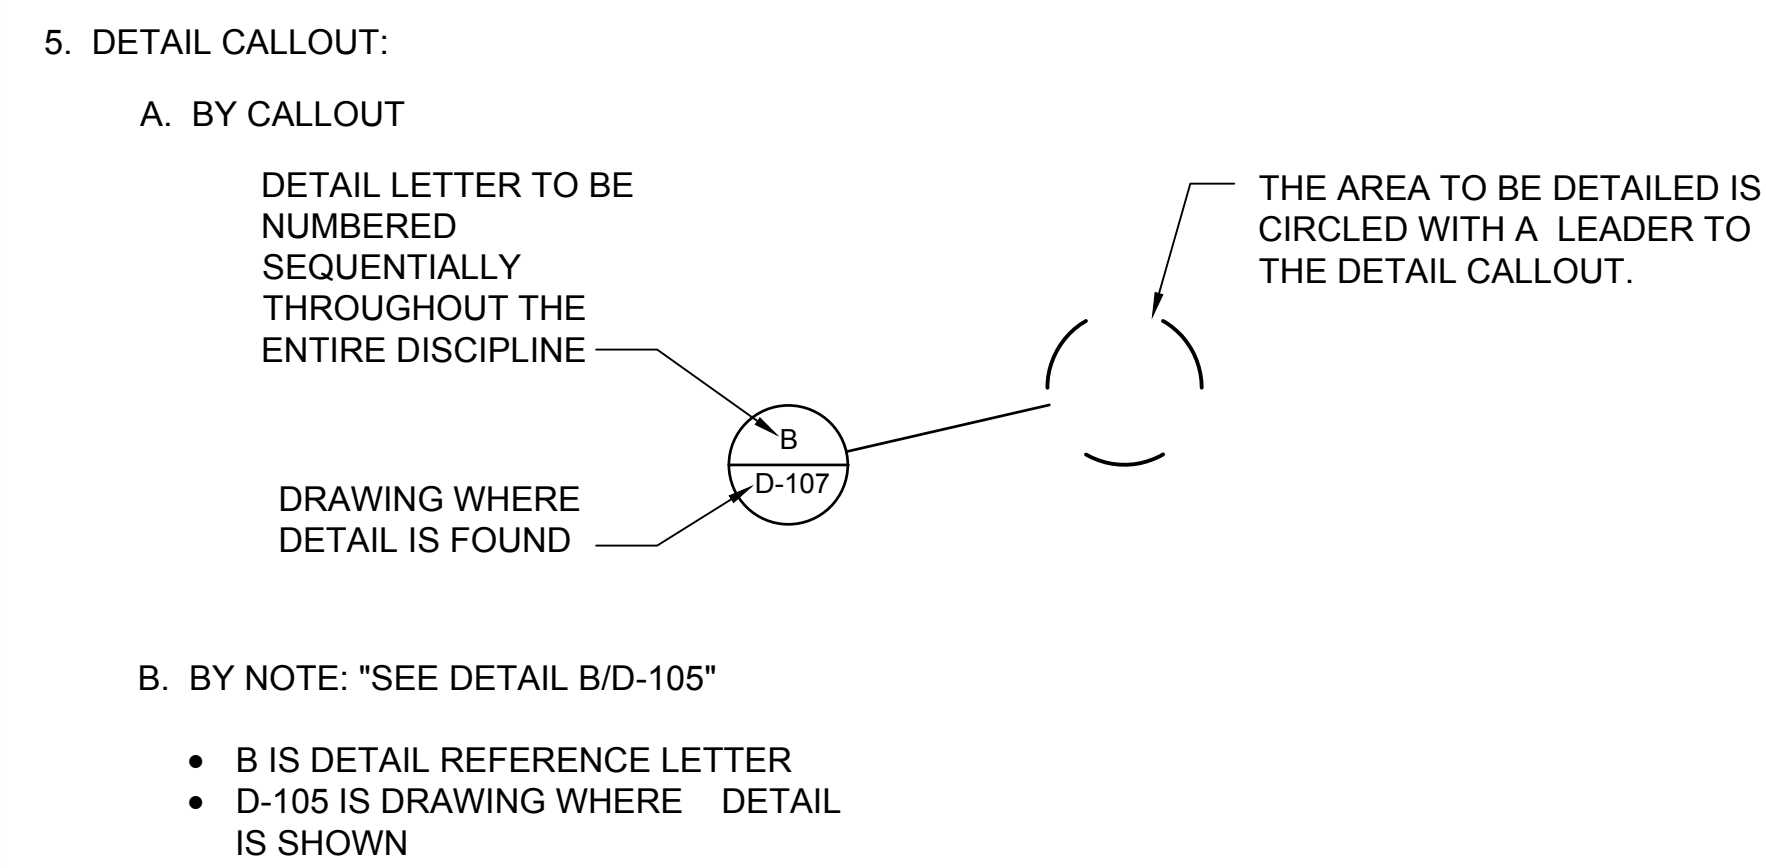 5. DETAIL CALLOUT:
A. BY CALLOUT
DETAIL LETTER TO BE
NUMBERED
SEQUENTIALLY
THROUGHOUT THE
ENTIRE DISCIPLINE
THE AREA TO BE DETAILED IS
CIRCLED WITH A LEADER TO
THE DETAIL CALLOUT.
B
D-107
DRAWING WHERE
DETAIL IS FOUND
B. BY NOTE: "SEE DETAIL B/D-105"
• B IS DETAIL REFERENCE LETTER
• D-105 IS DRAWING WHERE DETAIL
IS SHOWN